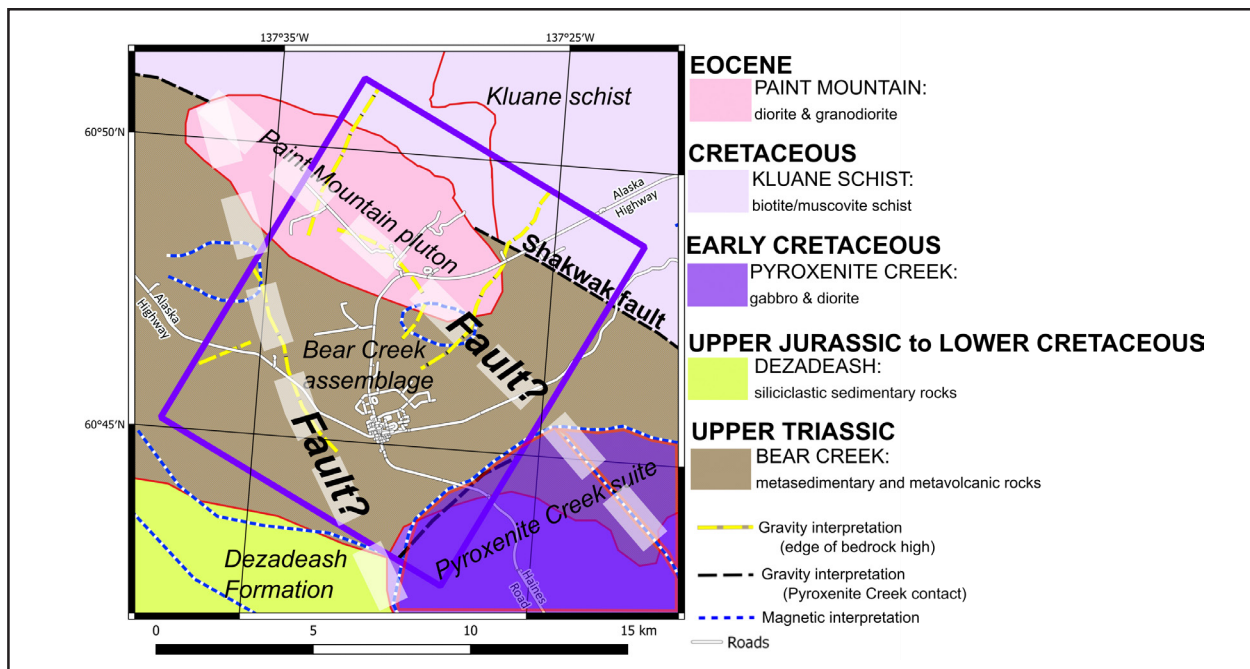 137°35'W
137°25'W
60°50'N
60°45'N
Kluane schist
Paint Mountain pluton
Alaska
Highway
Shakwak fault
Alaska
Highway
Bear Creek
assemblage
Fault?
Fault?
Pyroxenite Creek suite
Dezadeash
Formation
Haines
Road
0 5 10 15 km
EOCENE
PAINT MOUNTAIN:
diorite & granodiorite
CRETACEOUS
KLUANE SCHIST:
biotite/muscovite schist
EARLY CRETACEOUS
PYROXENITE CREEK:
gabbro & diorite
UPPER JURASSIC to LOWER CRETACEOUS
DEZADEASH:
siliciclastic sedimentary rocks
UPPER TRIASSIC
BEAR CREEK:
metasedimentary and metavolcanic rocks
Gravity interpretation
(edge of bedrock high)
Gravity interpretation
(Pyroxenite Creek contact)
Magnetic interpretation
Roads